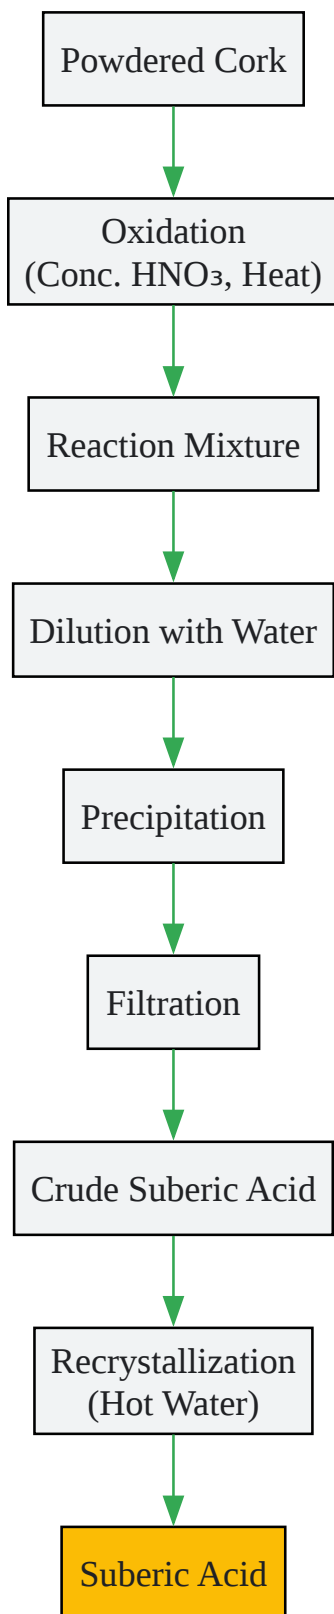 Powdered Cork
Oxidation
(Conc. HNO₃, Heat)
Reaction Mixture
Dilution with Water
Precipitation
Filtration
Crude Suberic Acid
Recrystallization
(Hot Water)
Suberic Acid